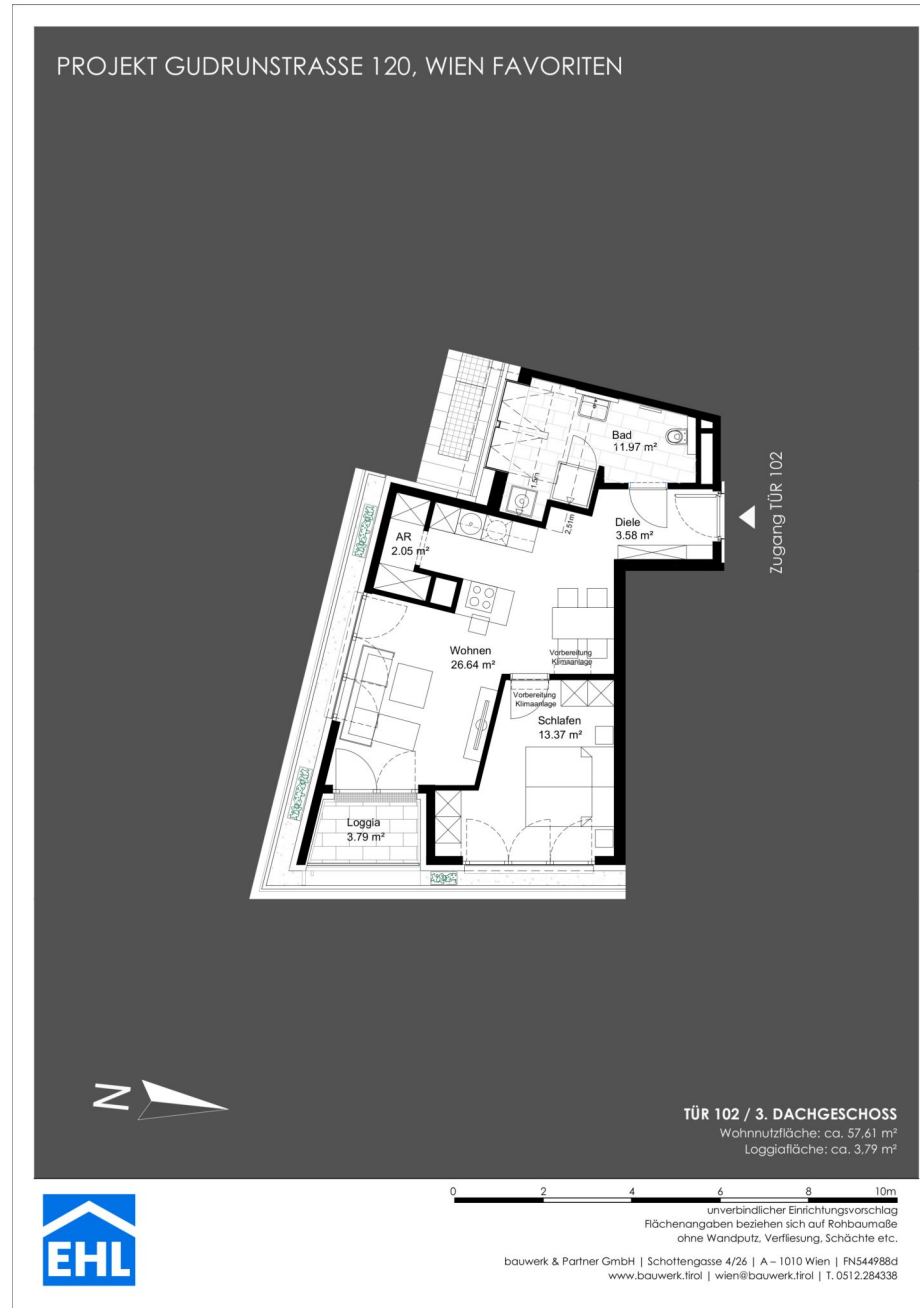 PROJEKT GUDRUNSTRASSE 120, WIEN FAVORITEN
Bad
11.97 m²
1.5m
2.51m
Diele
3.58 m²
Zugang TÜR 102
AR
2.05 m²
Wohnen
26.64 m²
Vorbereitung
Klimaanlage
Vorbereitung
Klimaanlage
Schlafen
13.37 m²
Loggia
3.79 m²
N
TÜR 102 / 3. DACHGESCHOSS
Wohnnutzfläche: ca. 57,61 m²
Loggiafläche: ca. 3,79 m²
0 2 4 6 8 10m
unverbindlicher Einrichtungsvorschlag
Flächenangaben beziehen sich auf Rohbaumaße
ohne Wandputz, Verfliesung, Schächte etc.
EHL
bauwerk & Partner GmbH | Schottengasse 4/26 | A – 1010 Wien | FN544988d
www.bauwerk.tirol | wien@bauwerk.tirol | T. 0512.284338